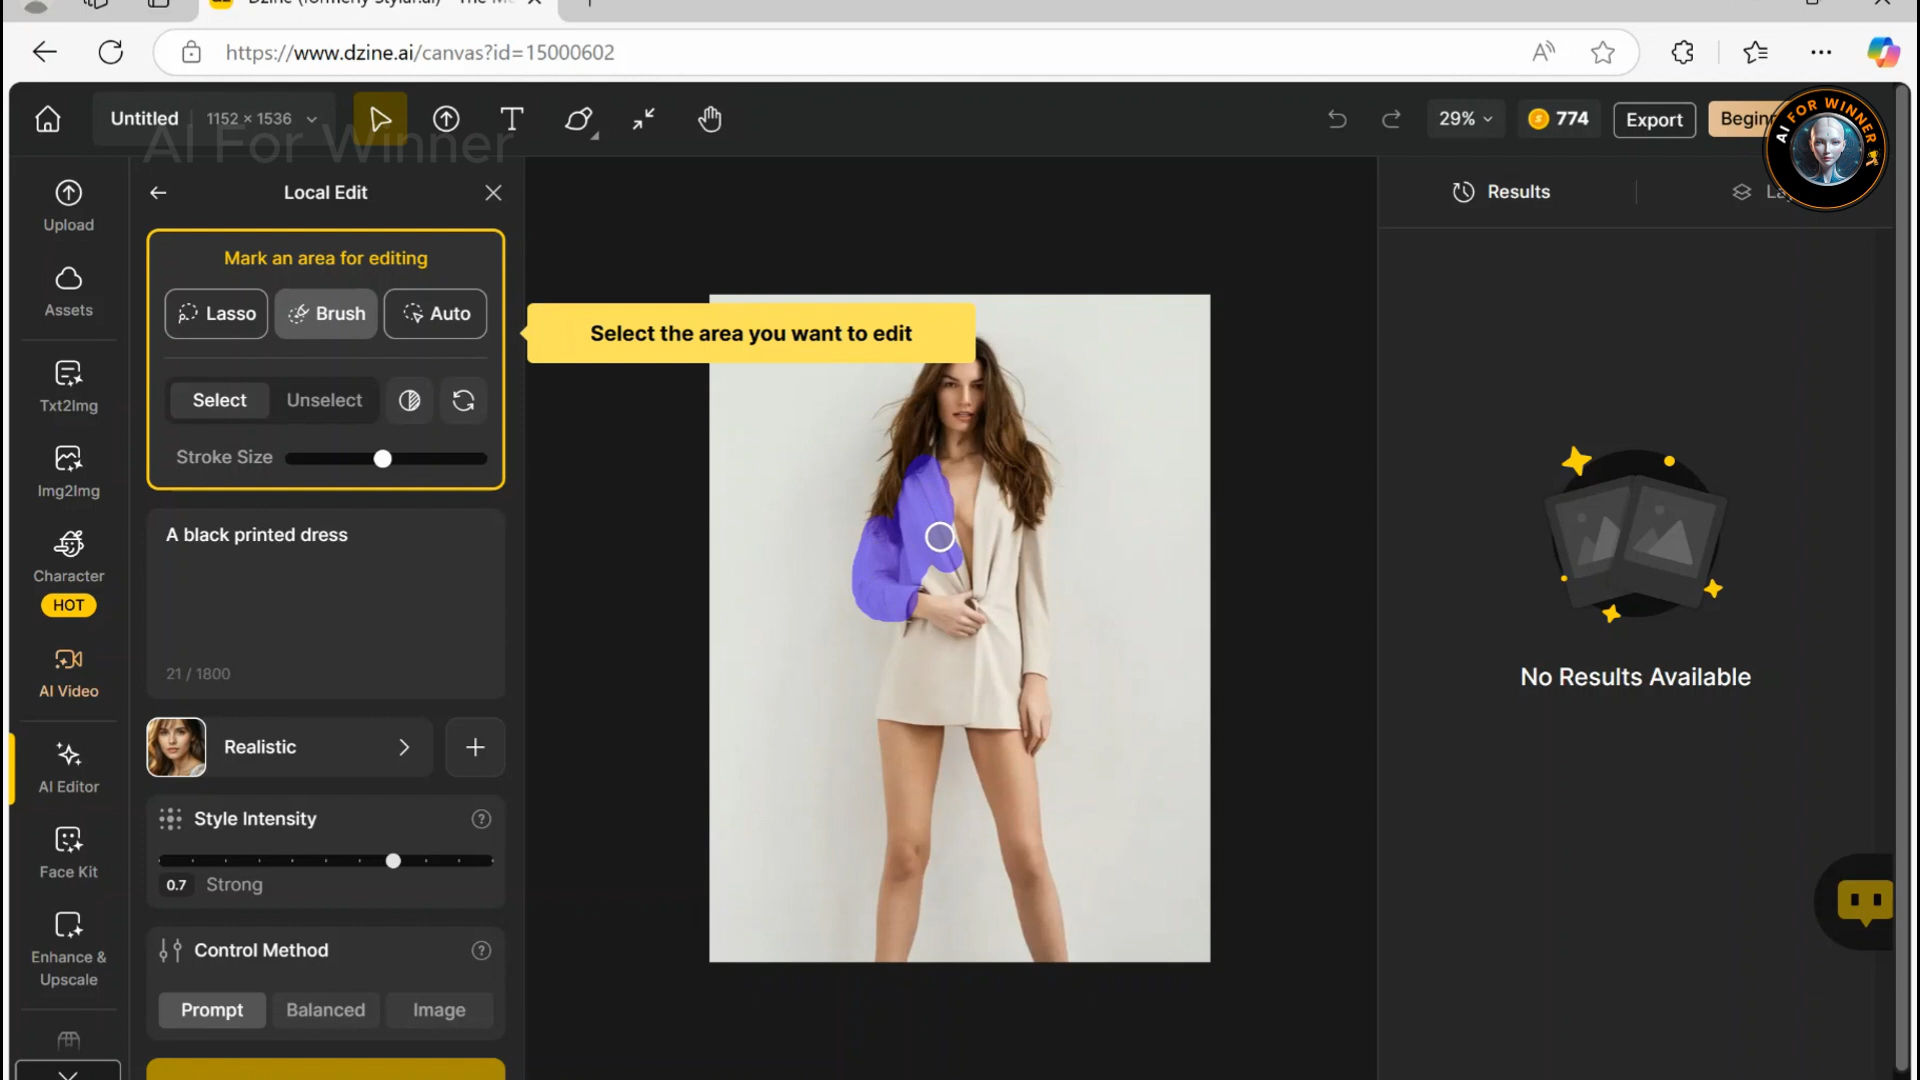 https://www.dzine.ai/canvas?id=15000602
Untitled 1152 × 1536
29%
774
Export
AI For Winner
AI FOR WINNER
Local Edit
Results
Upload
Mark an area for editing
Assets
Lasso Brush Auto
Select the area you want to edit
Txt2Img
Select Unselect
Stroke Size
Img2Img
A black printed dress
Character
HOT
21 / 1800
No Results Available
AI Video
Realistic
AI Editor
Style Intensity
Face Kit
0.7 Strong
Enhance &
Upscale
Control Method
Prompt Balanced Image